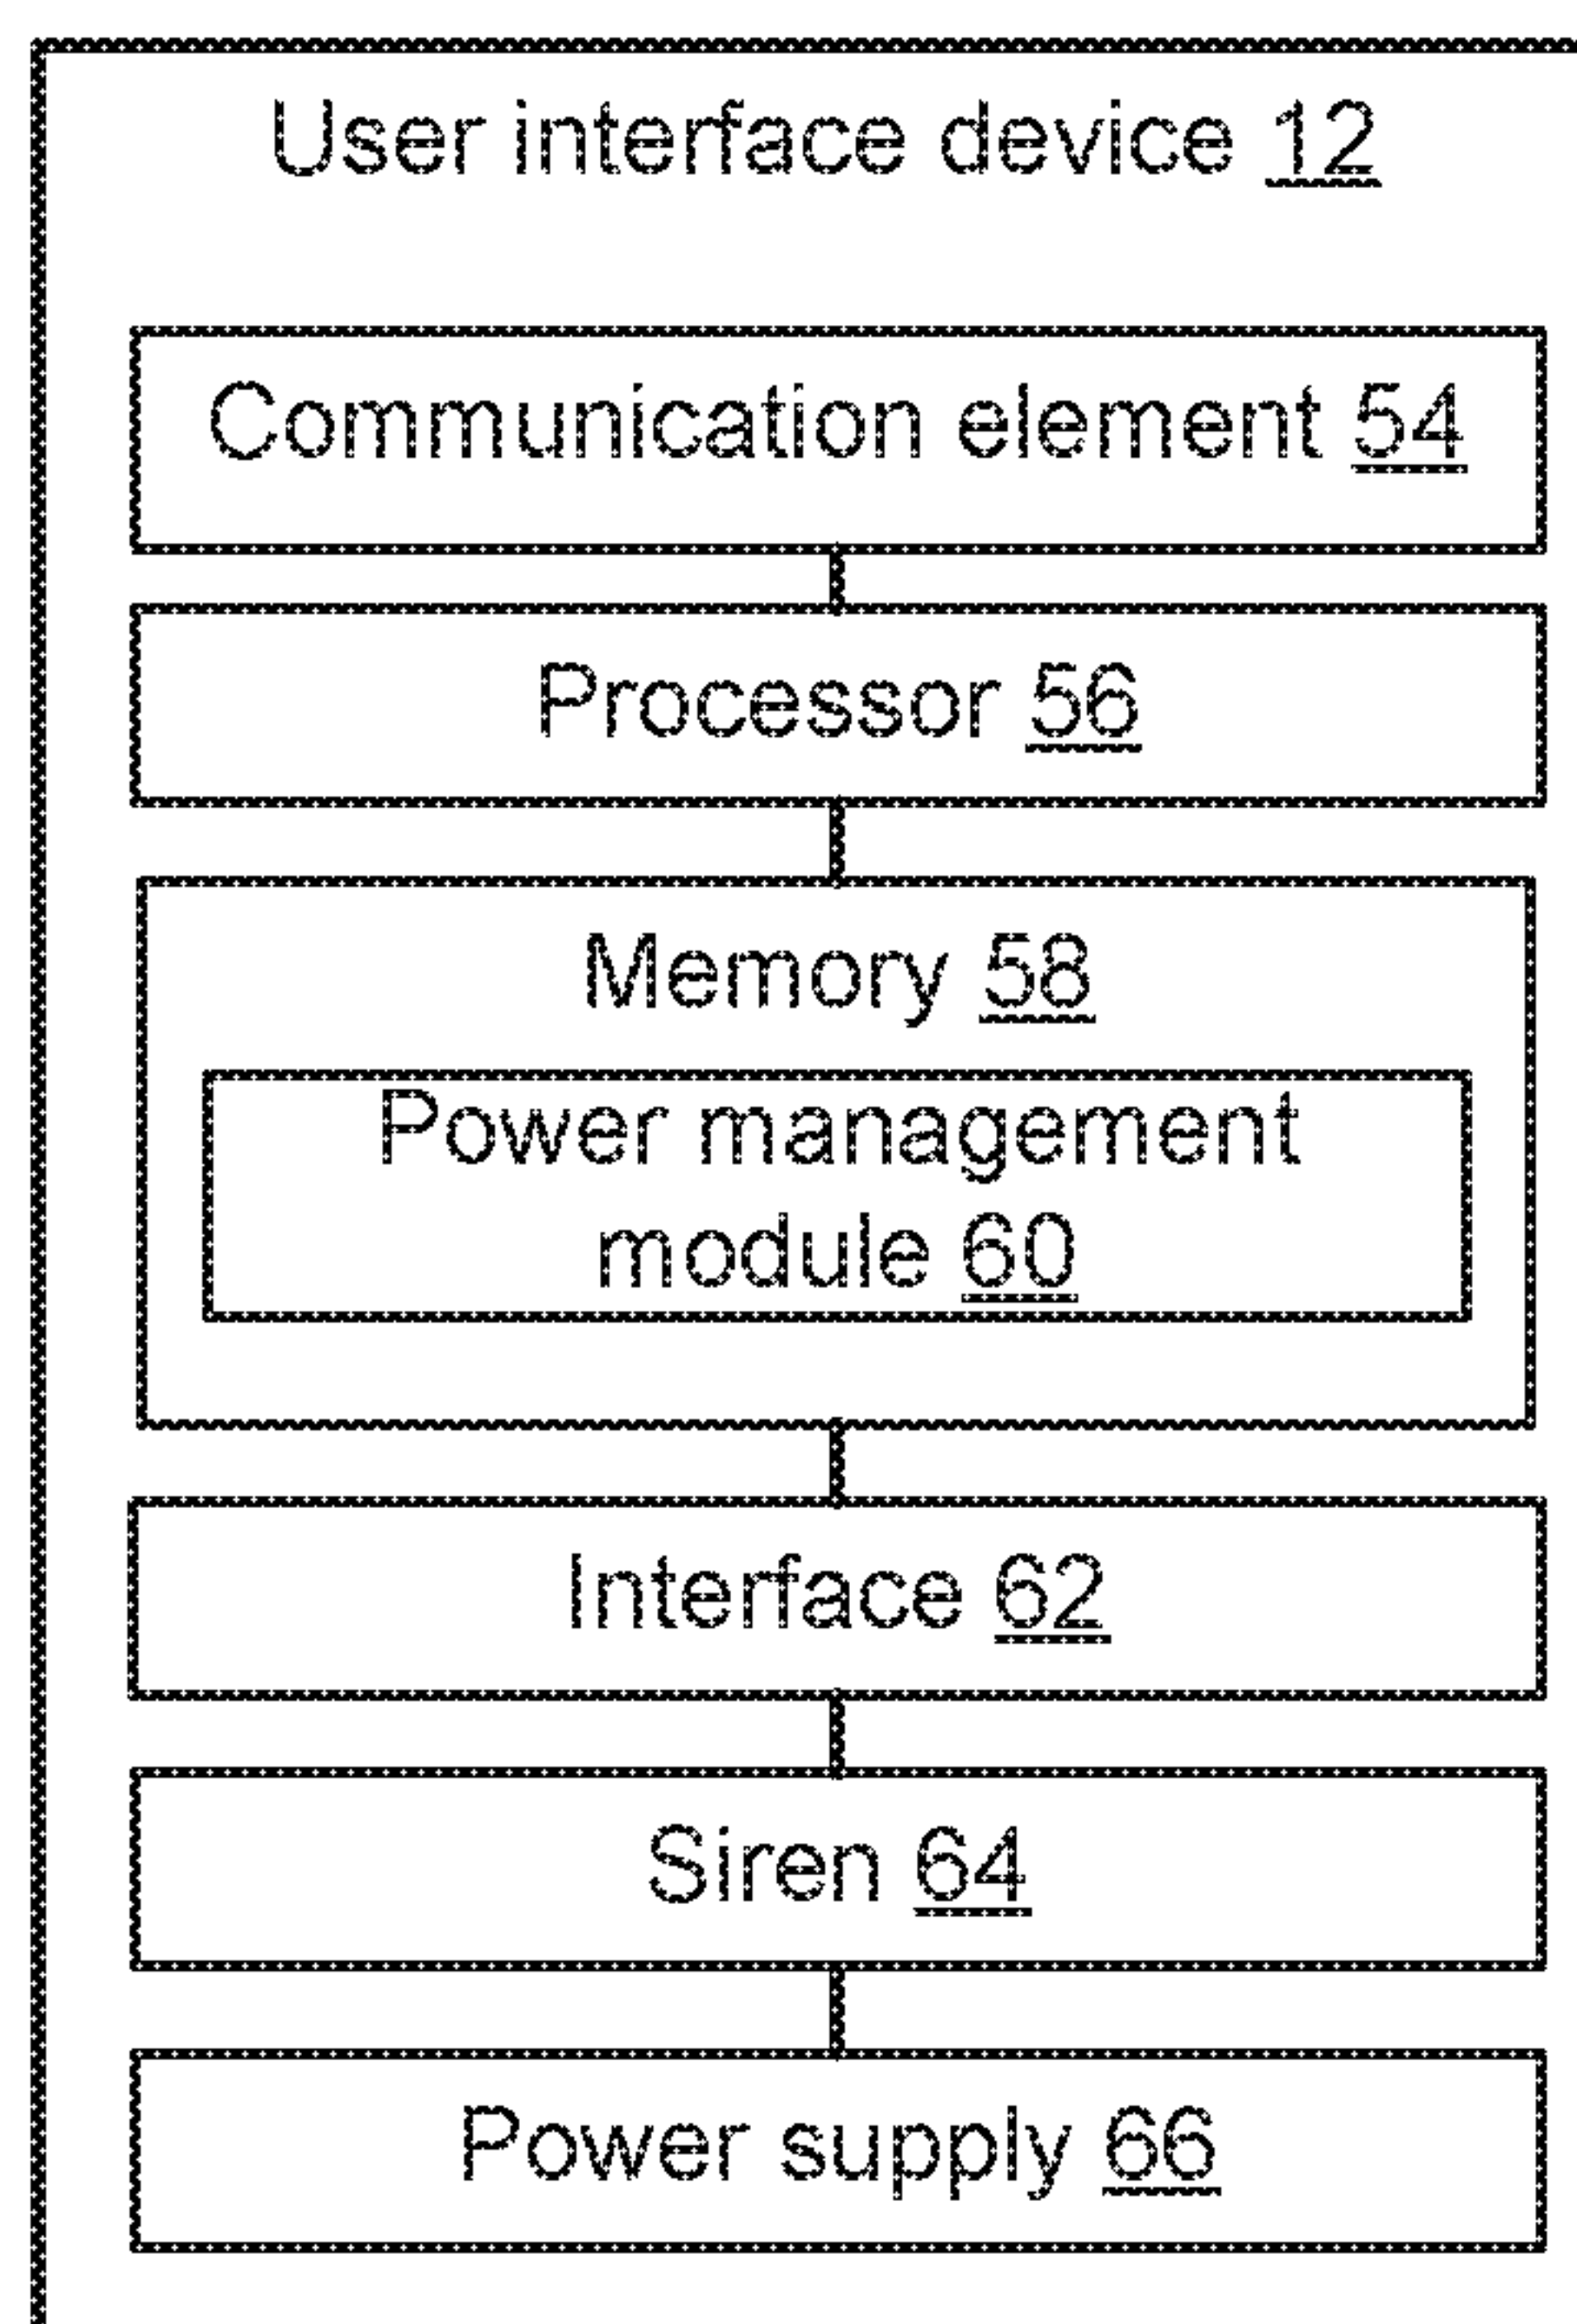 User interface device 12
Communication element 54
Processor 56
Memory 58
Power management
module 60
Interface 62
Siren 64
Power supply 66